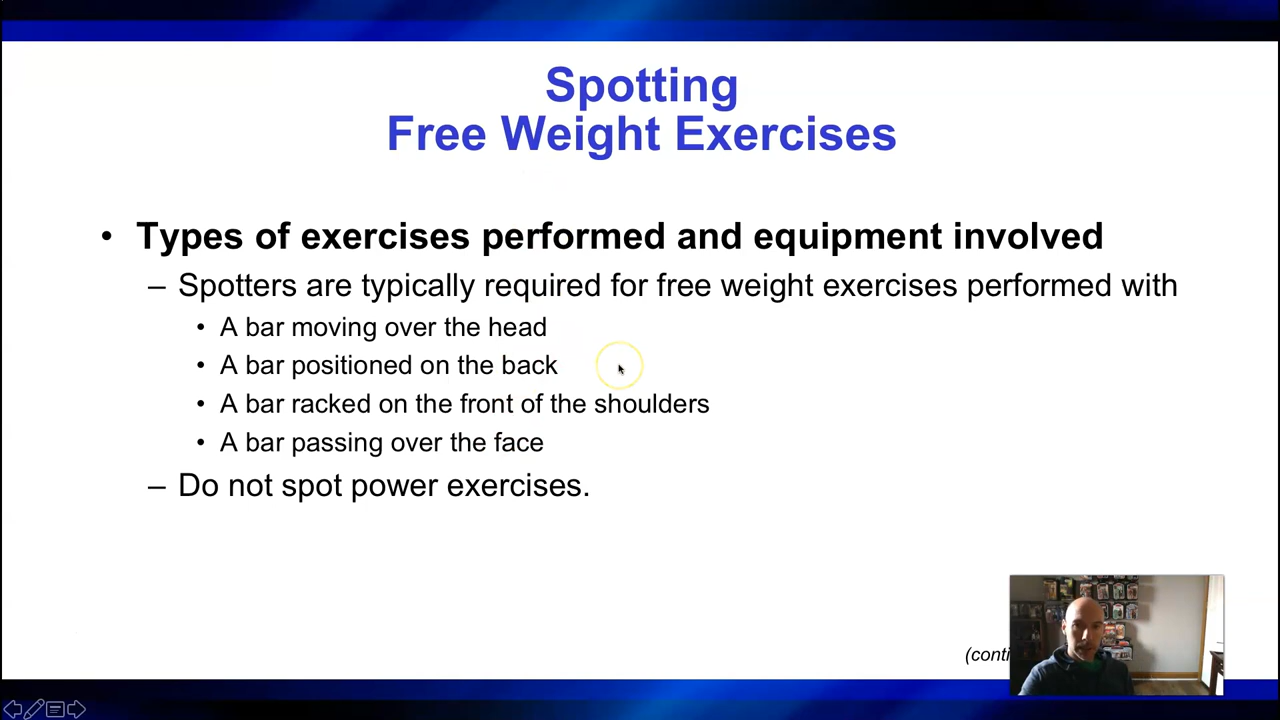 Spotting
Free Weight Exercises
• Types of exercises performed and equipment involved
– Spotters are typically required for free weight exercises performed with
• A bar moving over the head
• A bar positioned on the back
• A bar racked on the front of the shoulders
• A bar passing over the face
– Do not spot power exercises.
(conti